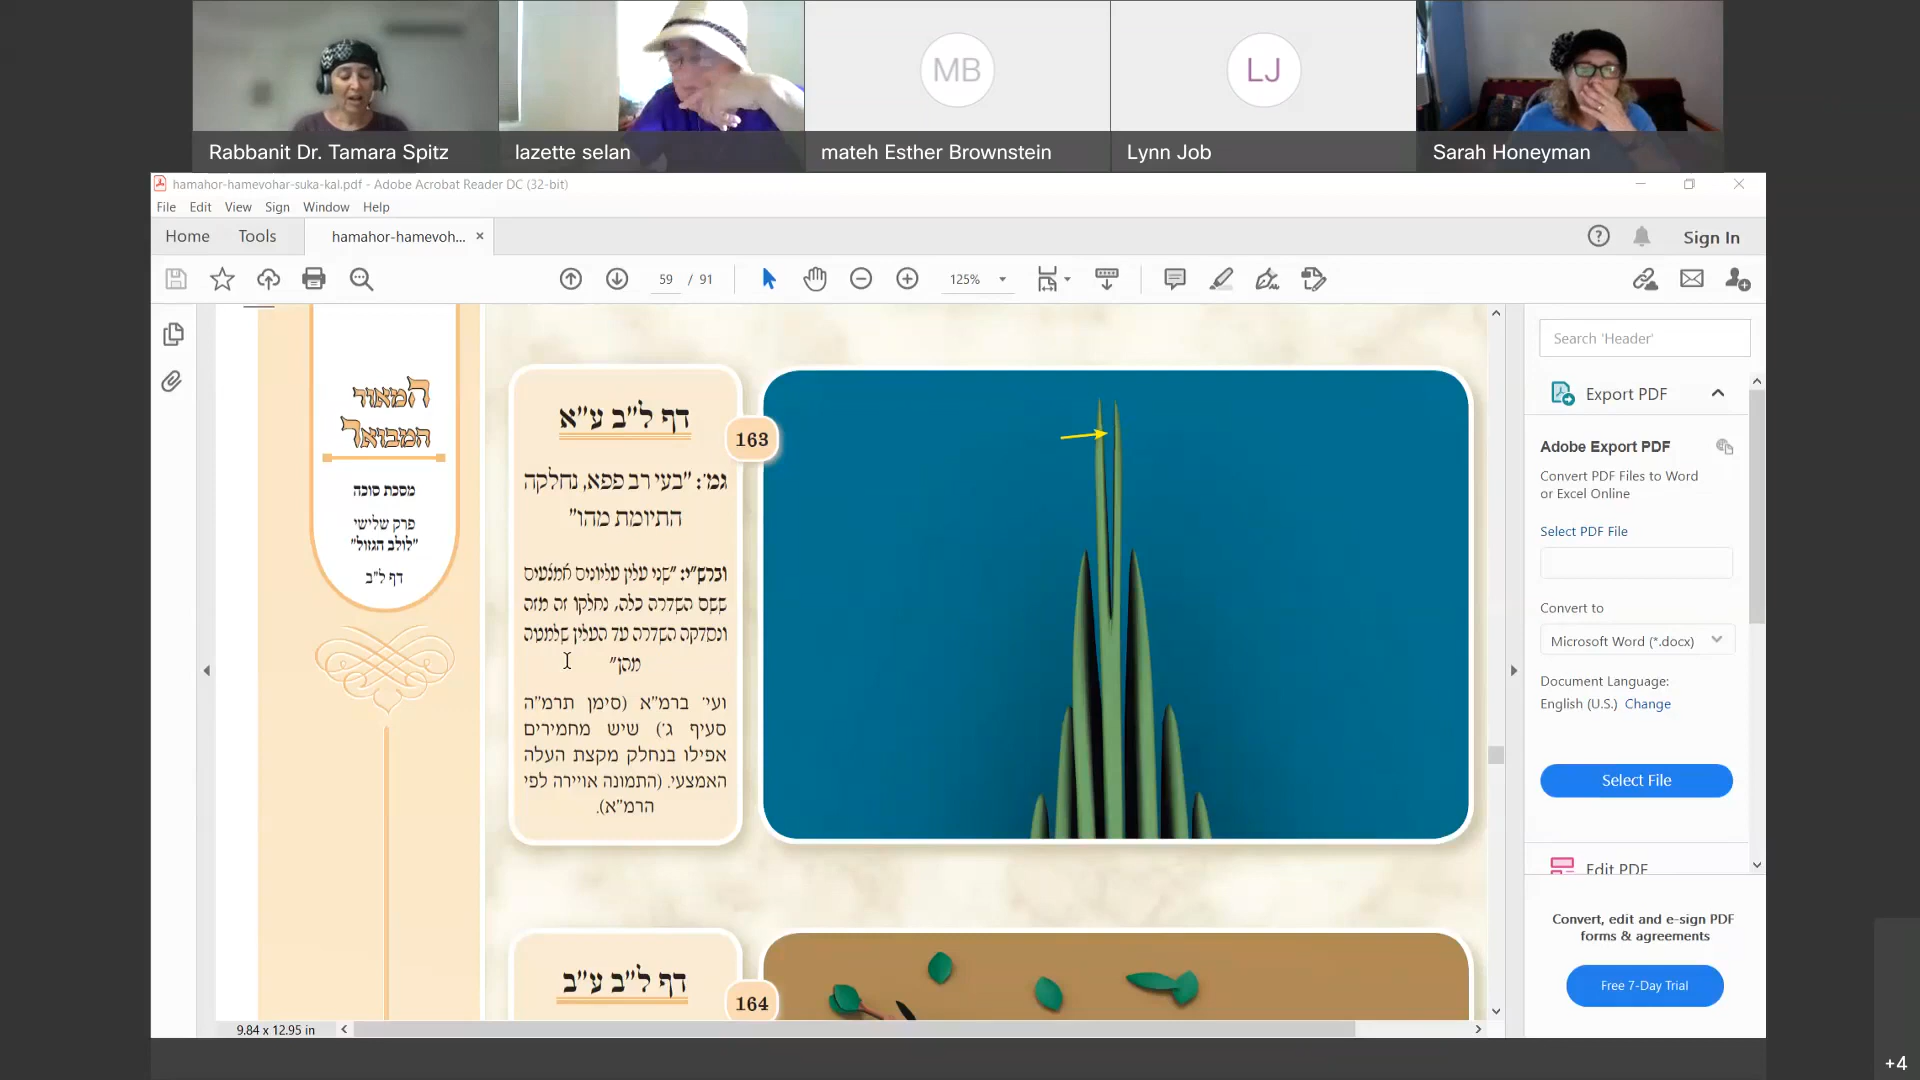 MB
LJ
Rabbanit Dr. Tamara Spitz
lazette selan
mateh Esther Brownstein
Lynn Job
Sarah Honeyman
hamahor-hamevohar-suka-kal.pdf - Adobe Acrobat Reader DC (32-bit)
File Edit View Sign Window Help
Home Tools hamahor-hamevoh... × Sign In
59 / 91 125%
המאור
המבואר
מסכת סוכה
פרק שלישי
"לולב הגזול"
דף ל"ב
דף ל"ב ע"א
163
גמ': "בעי רב פפא, נחלקה
התיומת מהו"
וברש"י: "שני עלין עליונים אמצעיים
ששם השדרה כלה, נחלקו זה מזה
ונסדקה השדרה עד העלין שלמטה
מהן"
ועי' ברמ"א (סימן תרמ"ה
סעיף ג') שיש מחמירים
אפילו בנחלק מקצת העלה
האמצעי. (התמונה אויירה לפי
הרמ"א).
דף ל"ב ע"ב
164
Search 'Header'
Export PDF
Adobe Export PDF
Convert PDF Files to Word
or Excel Online
Select PDF File
Convert to
Microsoft Word (*.docx)
Document Language:
English (U.S.) Change
Select File
Edit PDF
Convert, edit and e-sign PDF
forms & agreements
Free 7-Day Trial
9.84 x 12.95 in
+4